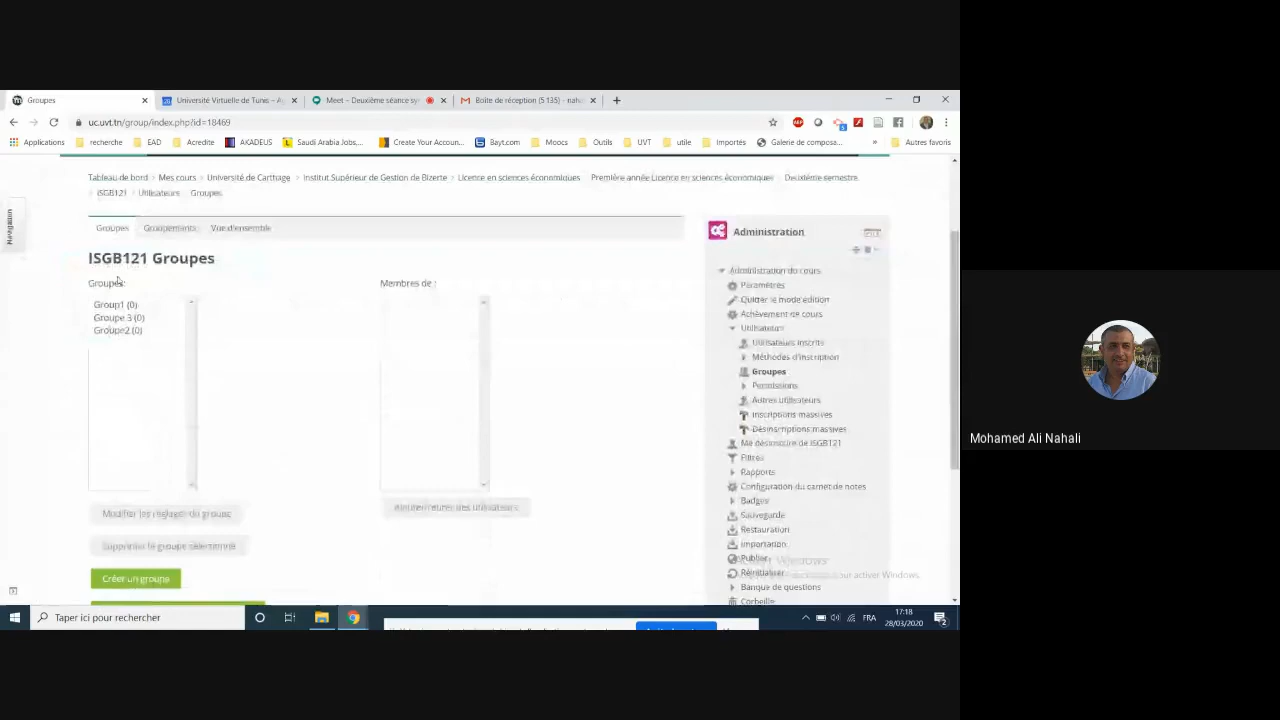 Groupes
Université Virtuelle de Tunis – A
Meet – Deuxième séance sy
Boîte de réception (5 135) - nahal
uc.uvt.tn/group/index.php?id=18469
Applications
recherche
EAD
Acredite
AKADEUS
Saudi Arabia Jobs,...
Create Your Accoun...
Bayt.com
Moocs
Outils
UVT
utile
Importés
Galerie de composa...
»
Autres favoris
Tableau de bord
Mes cours
Université de Carthage
Institut Supérieur de Gestion de Bizerte
Licence en sciences économiques
Première année Licence en sciences économiques
Deuxième semestre
ISGB121
Utilisateurs
Groupes
Navigation
Groupes
Groupements
Vue d'ensemble
ISGB121 Groupes
Groupes:
Membres de :
Group1 (0)
Groupe 3 (0)
Groupe2 (0)
Modifier les réglages du groupe
Ajouter/retirer des utilisateurs
Supprimer le groupe sélectionné
Créer un groupe
Administration
Administration du cours
Paramètres
Quitter le mode édition
Achèvement de cours
Utilisateurs
Utilisateurs inscrits
Méthodes d'inscription
Groupes
Permissions
Autres utilisateurs
Inscriptions massives
Désinscriptions massives
Me désinscrire de ISGB121
Filtres
Rapports
Configuration du carnet de notes
Badges
Sauvegarde
Restauration
Importation
Publier
Réinitialiser
Banque de questions
Corbeille
Windows
pour activer Windows.
Taper ici pour rechercher
FRA
17:18
28/03/2020
Mohamed Ali Nahali